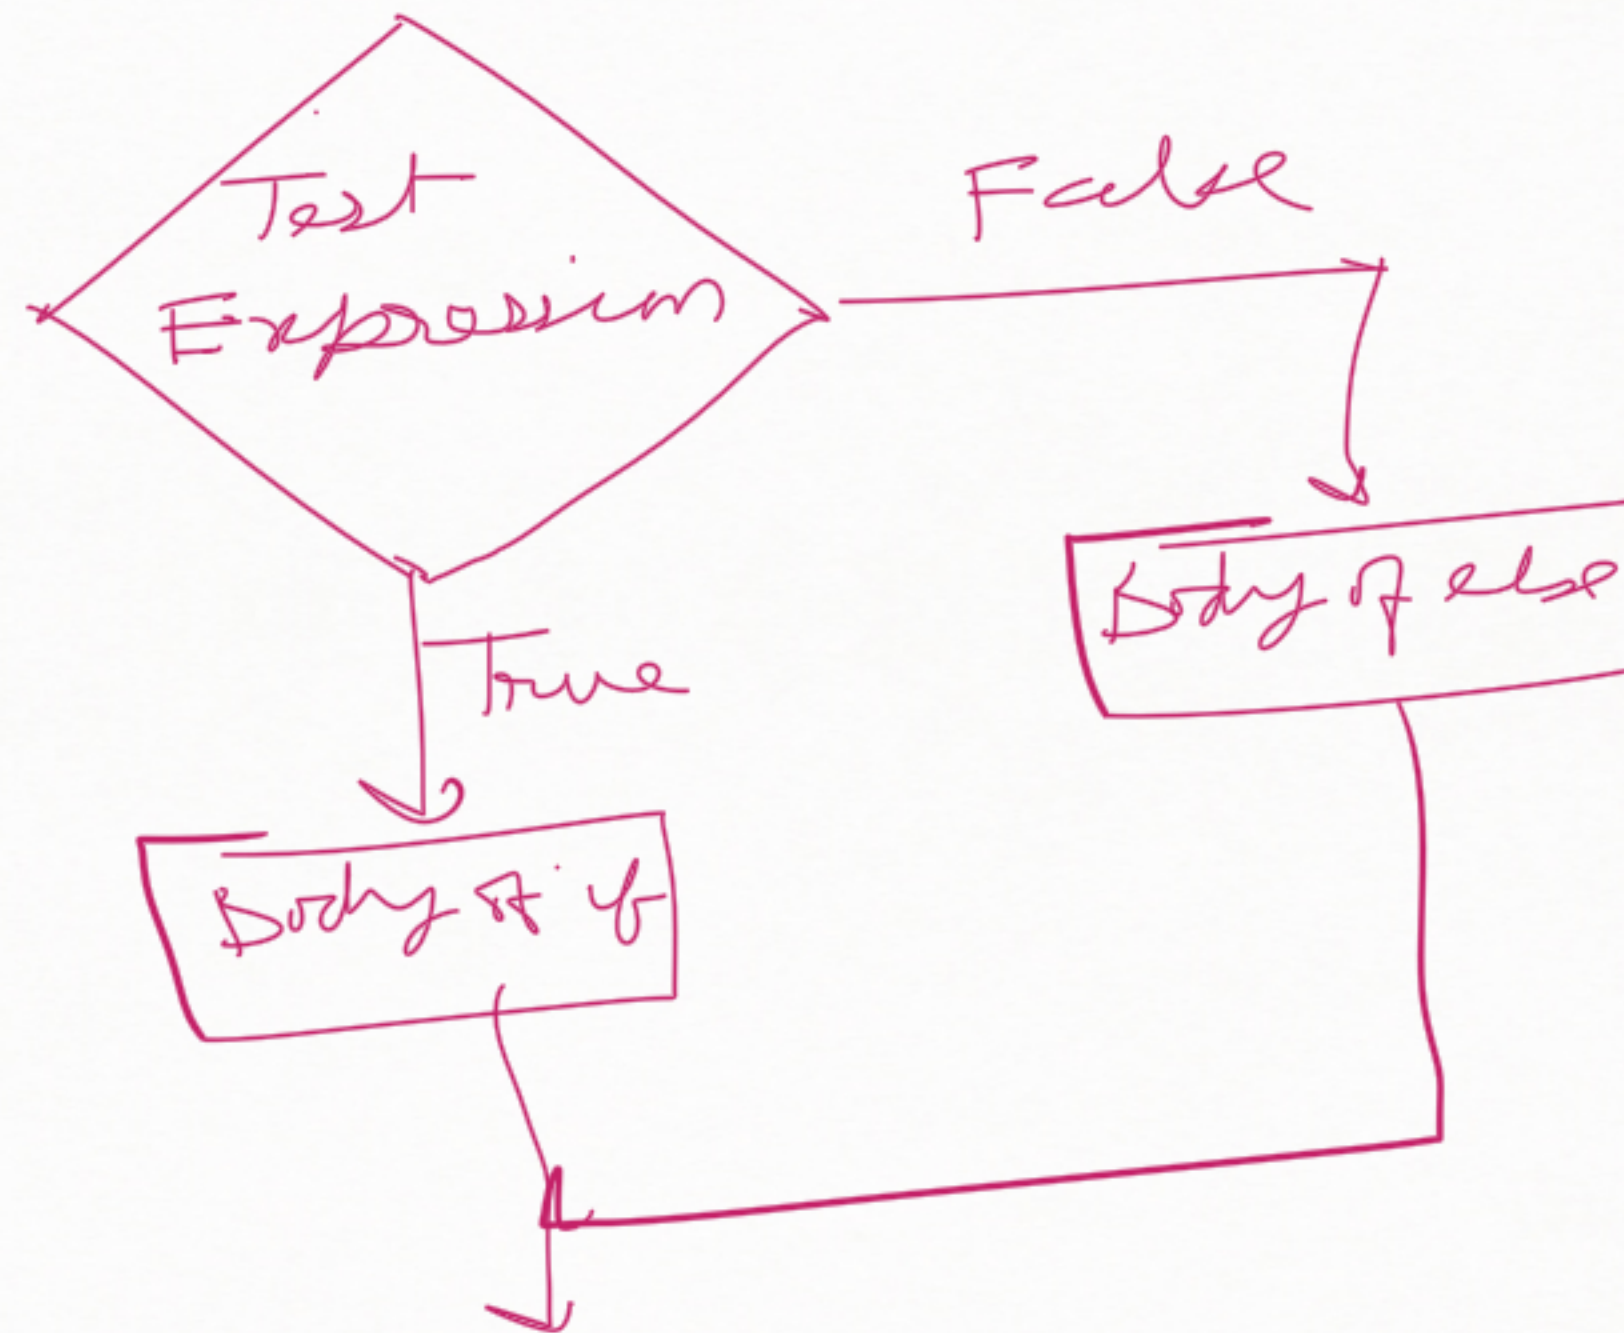 Test
Expression
False
True
Body of else
Body of if